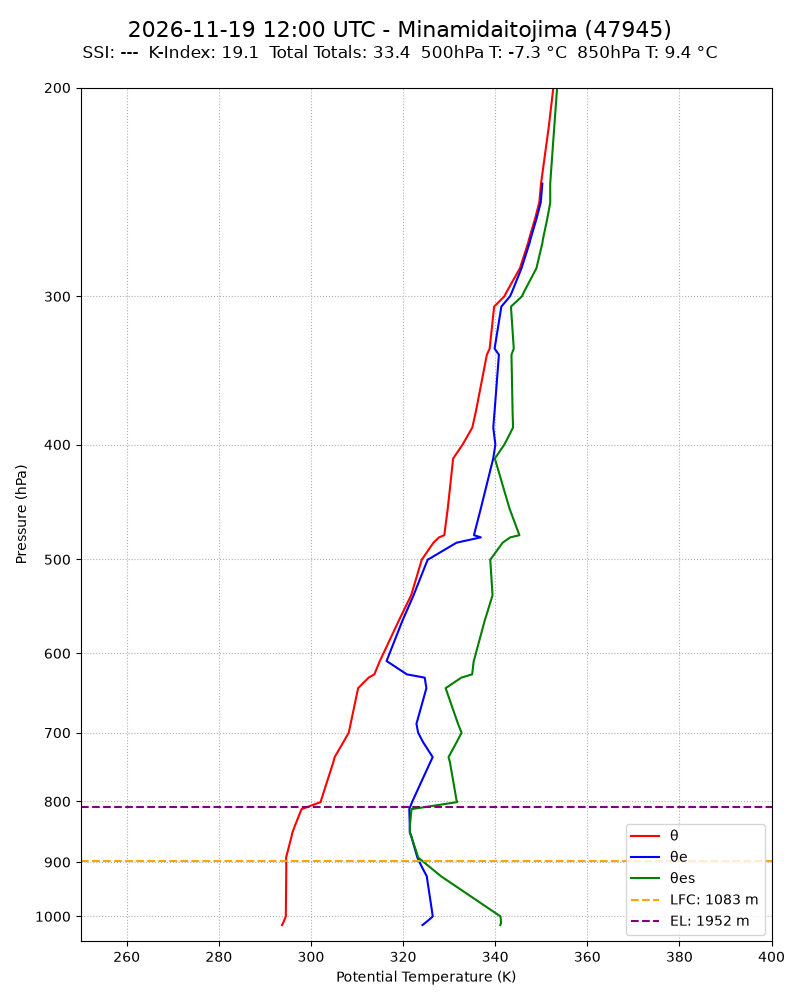 2026-11-19 12:00 UTC - Minamidaitojima (47945)
SSI: ---  K-Index: 19.1  Total Totals: 33.4  500hPa T: -7.3 °C  850hPa T: 9.4 °C
200
300
400
500
600
700
800
900
1000
Pressure (hPa)
θ
θe
θes
LFC: 1083 m
EL: 1952 m
260 280 300 320 340 360 380 400
Potential Temperature (K)